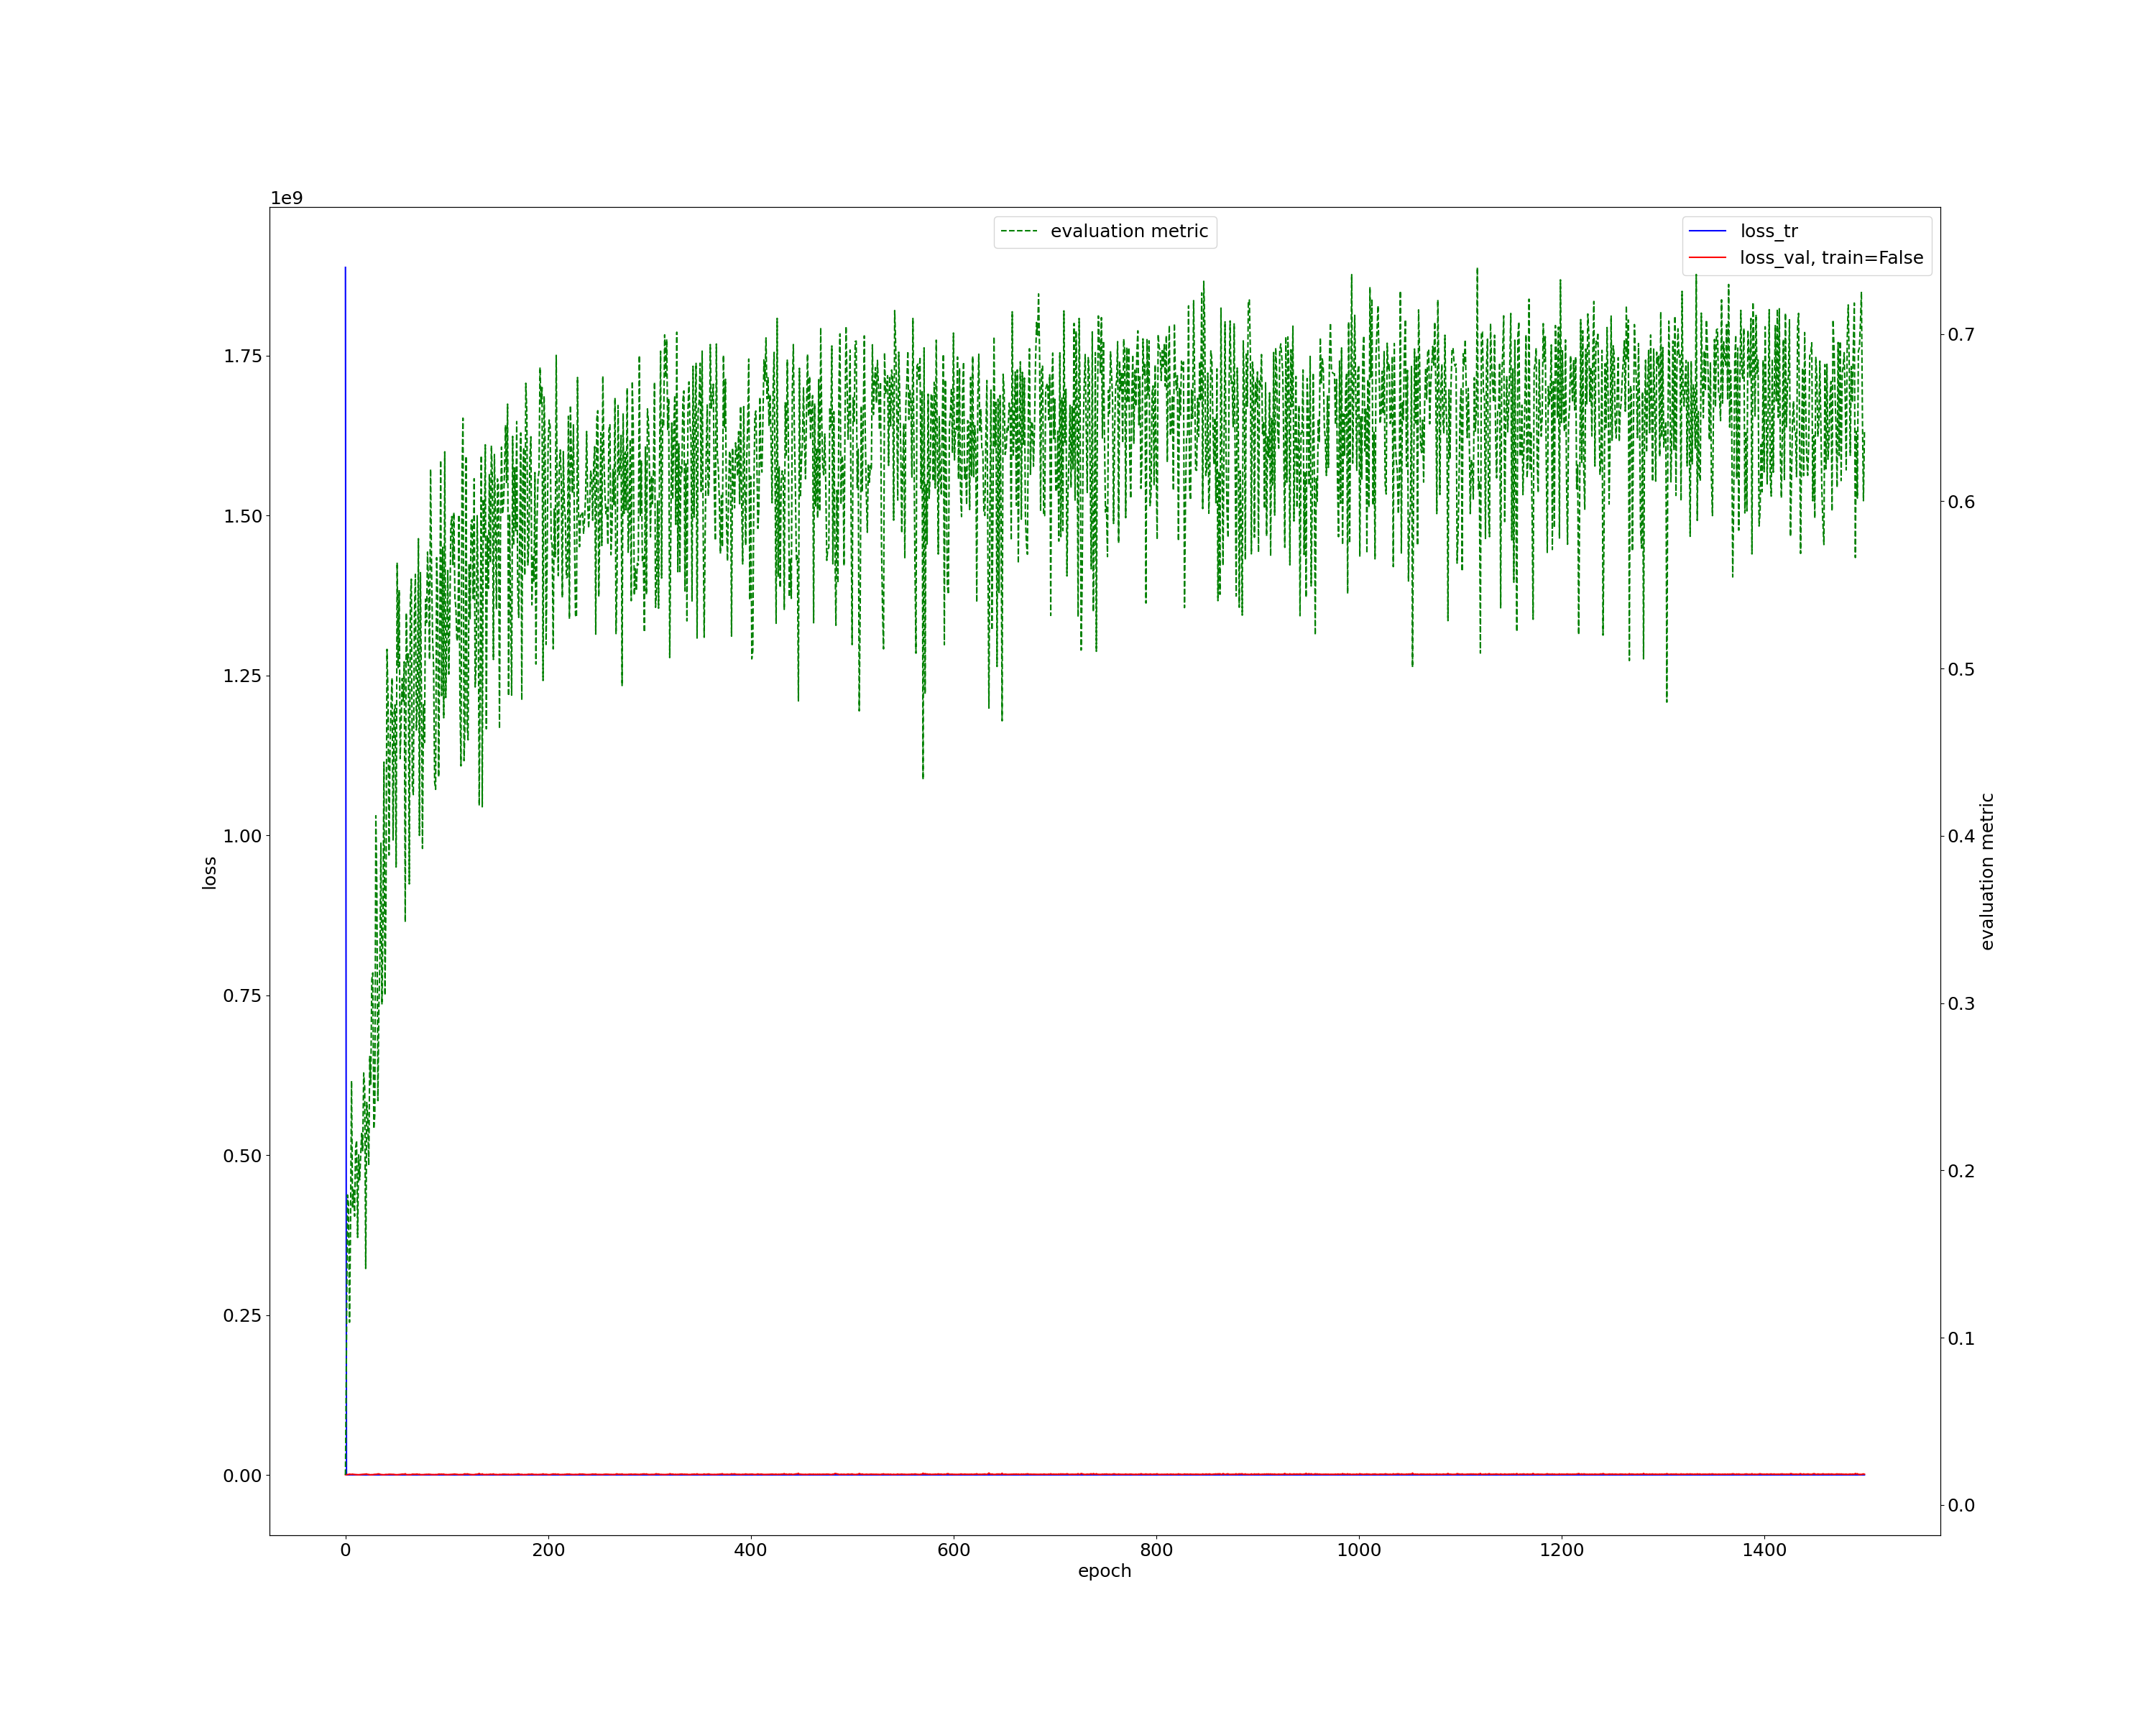 1e9
evaluation metric
loss_tr
loss_val, train=False
1.75
1.50
1.25
1.00
0.75
0.50
0.25
0.00
loss
0.7
0.6
0.5
0.4
0.3
0.2
0.1
0.0
evaluation metric
0 200 400 600 800 1000 1200 1400
epoch